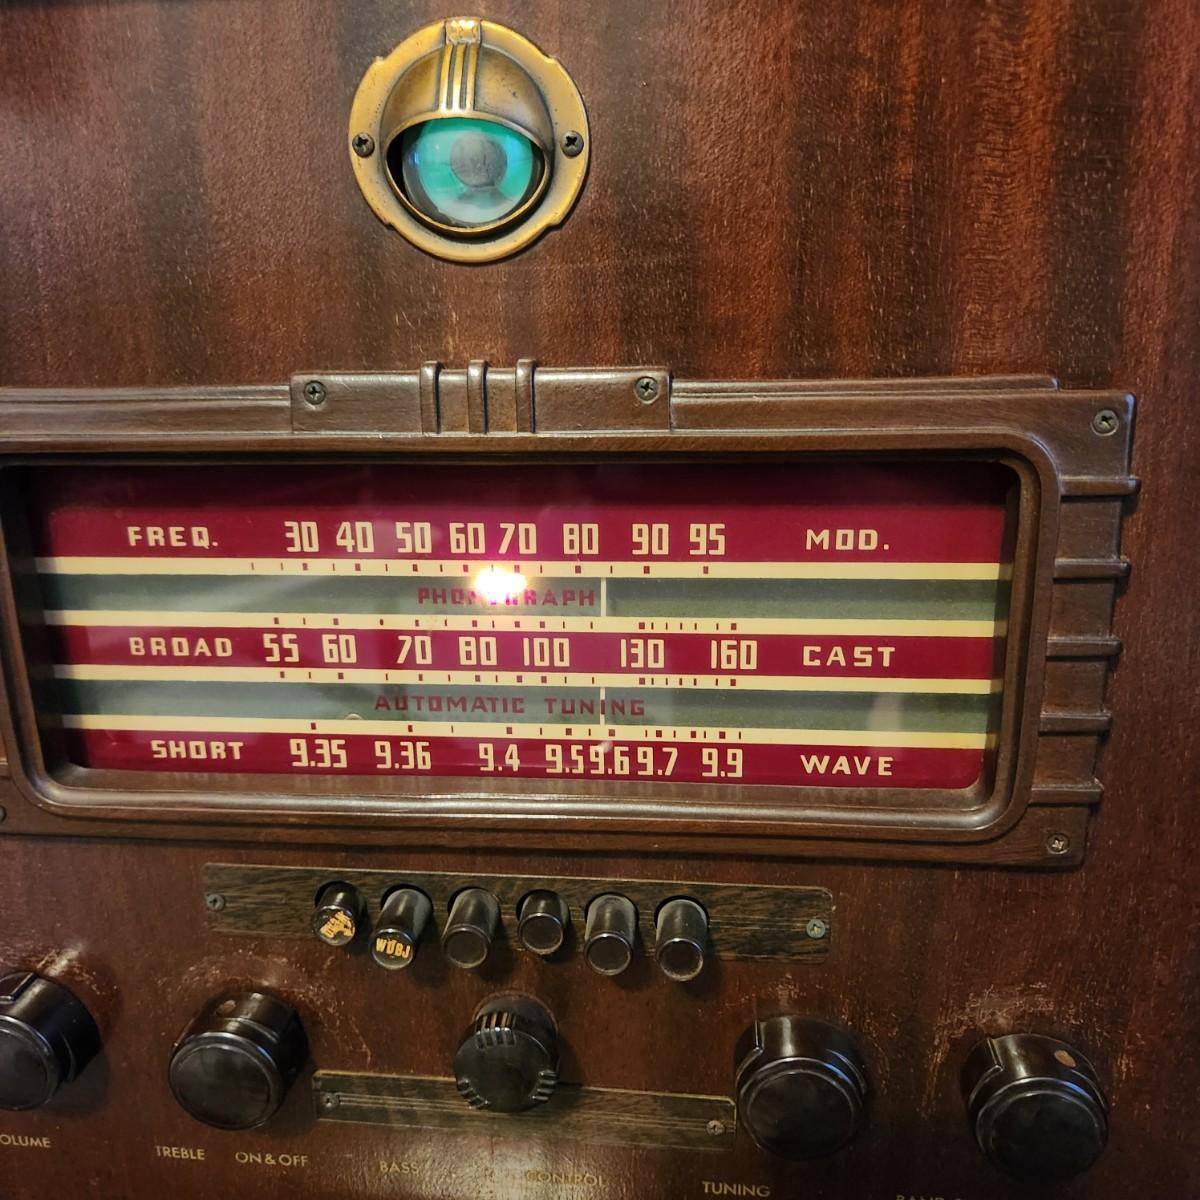 FREQ. 30 40 50 60 70 80 90 95 MOD.
PHONOGRAPH
BROAD 55 60 70 80 100 130 160 CAST
AUTOMATIC TUNING
SHORT 9.35 9.36 9.4 9.5 9.6 9.7 9.9 WAVE
WDBJ
OLUME
TREBLE ON & OFF
BASS
CONTROL
TUNING